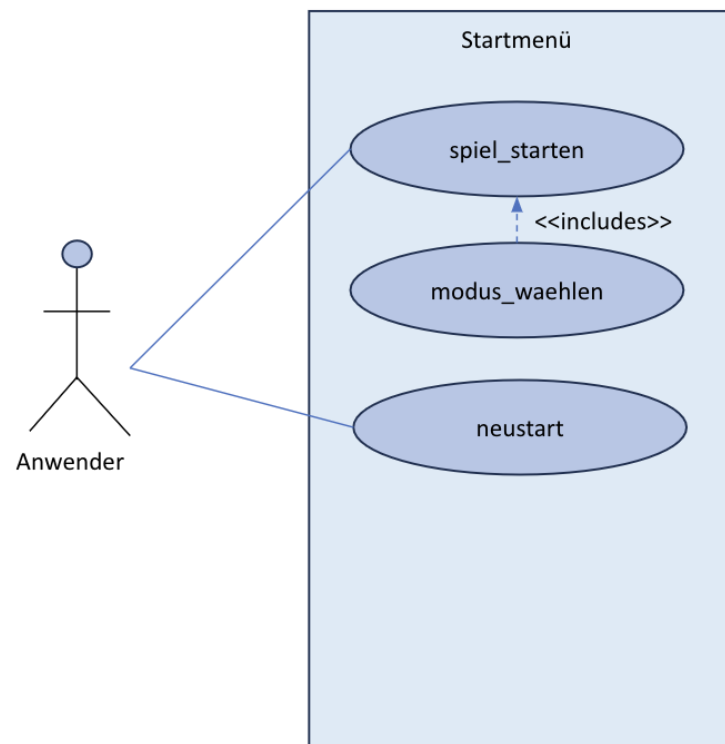 Startmenü
spiel_starten
<<includes>>
modus_waehlen
neustart
Anwender